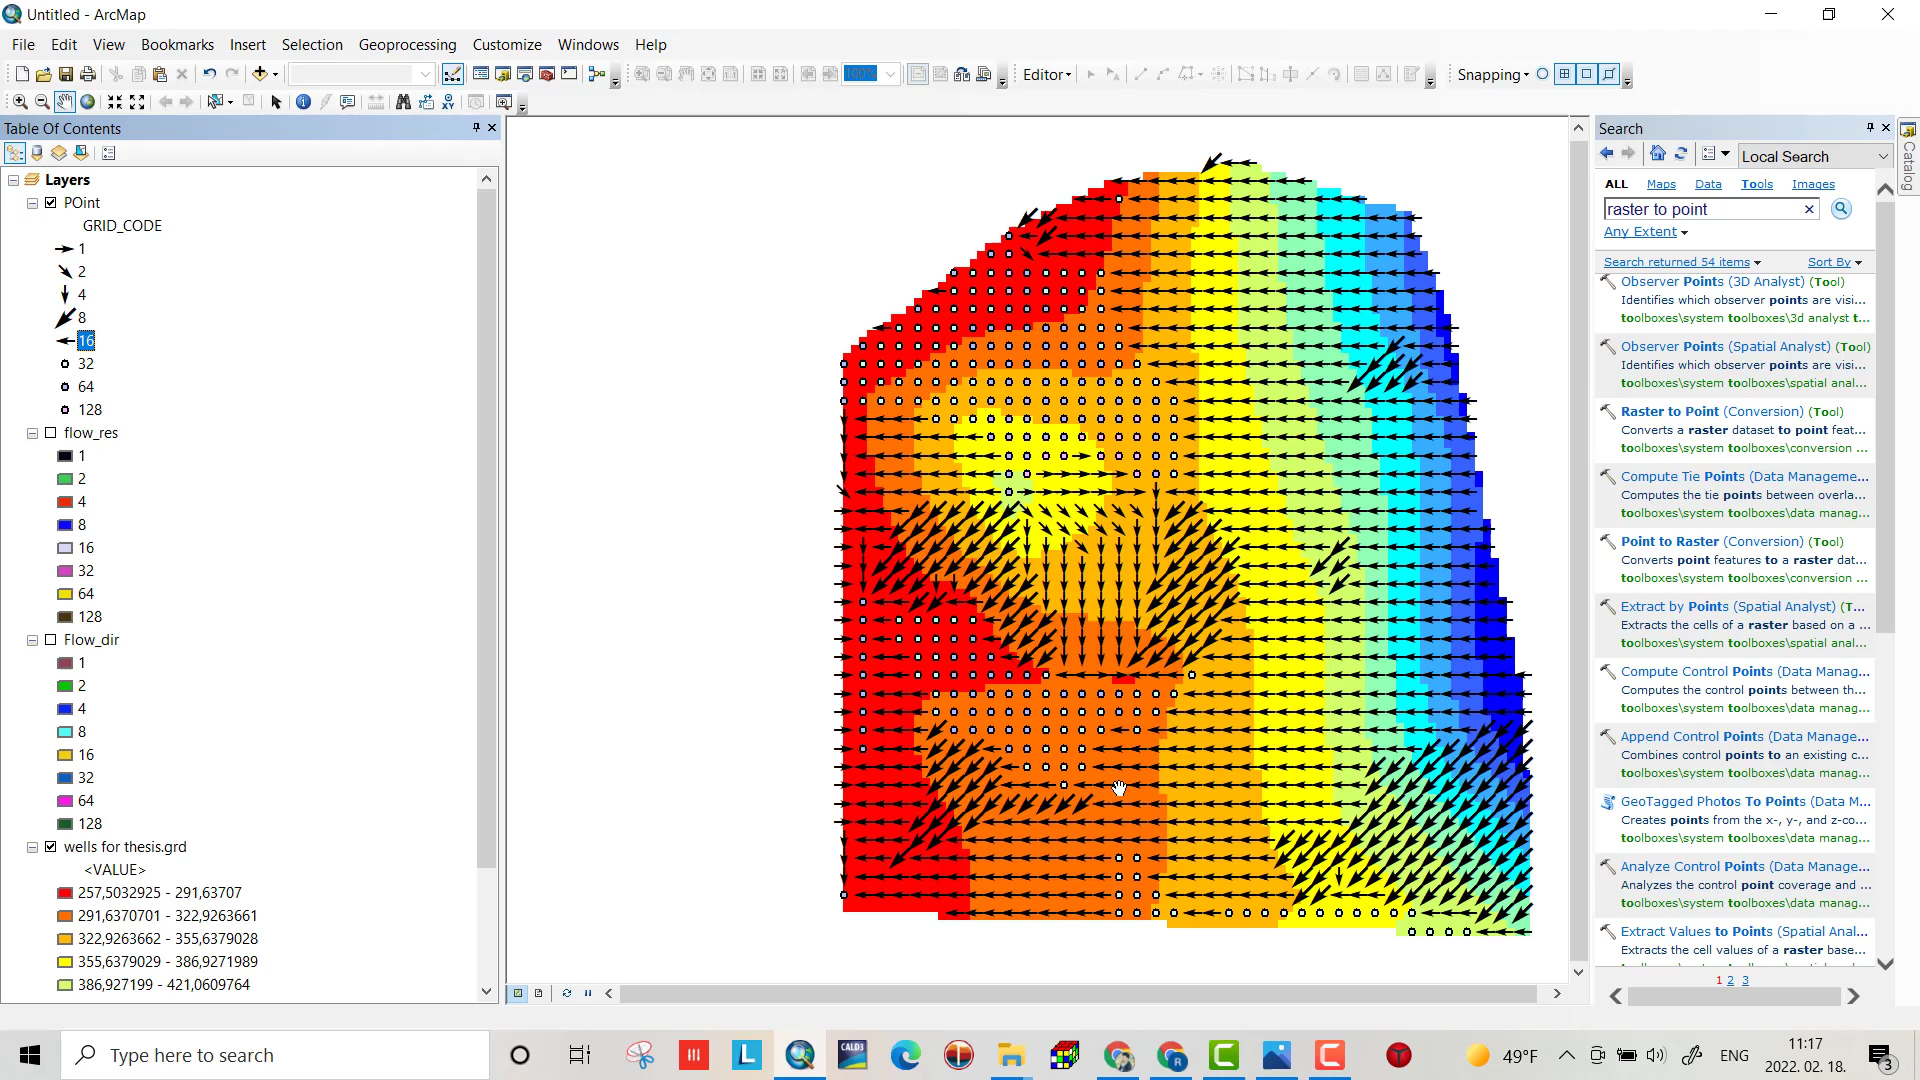 Untitled - ArcMap
File Edit View Bookmarks Insert Selection Geoprocessing Customize Windows Help
100%
Editor
Snapping
Table Of Contents
Layers
POint
GRID_CODE
1
2
4
8
16
32
64
128
flow_res
1
2
4
8
16
32
64
128
Flow_dir
1
2
4
8
16
32
64
128
wells for thesis.grd
<VALUE>
257,5032925 - 291,63707
291,6370701 - 322,9263661
322,9263662 - 355,6379028
355,6379029 - 386,9271989
386,927199 - 421,0609764
Search
Catalog
Local Search
ALL Maps Data Tools Images
raster to point
Any Extent
Search returned 54 items Sort By
Observer Points (3D Analyst) (Tool)
Identifies which observer points are visi...
toolboxes\system toolboxes\3d analyst t...
Observer Points (Spatial Analyst) (Tool)
Identifies which observer points are visi...
toolboxes\system toolboxes\spatial anal...
Raster to Point (Conversion) (Tool)
Converts a raster dataset to point feat...
toolboxes\system toolboxes\conversion ...
Compute Tie Points (Data Manageme...
Computes the tie points between overla...
toolboxes\system toolboxes\data manag...
Point to Raster (Conversion) (Tool)
Converts point features to a raster dat...
toolboxes\system toolboxes\conversion ...
Extract by Points (Spatial Analyst) (T...
Extracts the cells of a raster based on a ...
toolboxes\system toolboxes\spatial anal...
Compute Control Points (Data Manag...
Computes the control points between th...
toolboxes\system toolboxes\data manag...
Append Control Points (Data Manage...
Combines control points to an existing c...
toolboxes\system toolboxes\data manag...
GeoTagged Photos To Points (Data M...
Creates points from the x-, y-, and z-co...
toolboxes\system toolboxes\data manag...
Analyze Control Points (Data Manage...
Analyzes the control point coverage and ...
toolboxes\system toolboxes\data manag...
Extract Values to Points (Spatial Anal...
Extracts the cell values of a raster base...
1 2 3
Type here to search
L
CALD3
R
C
C
49°F
ENG
11:17
2022. 02. 18.
3